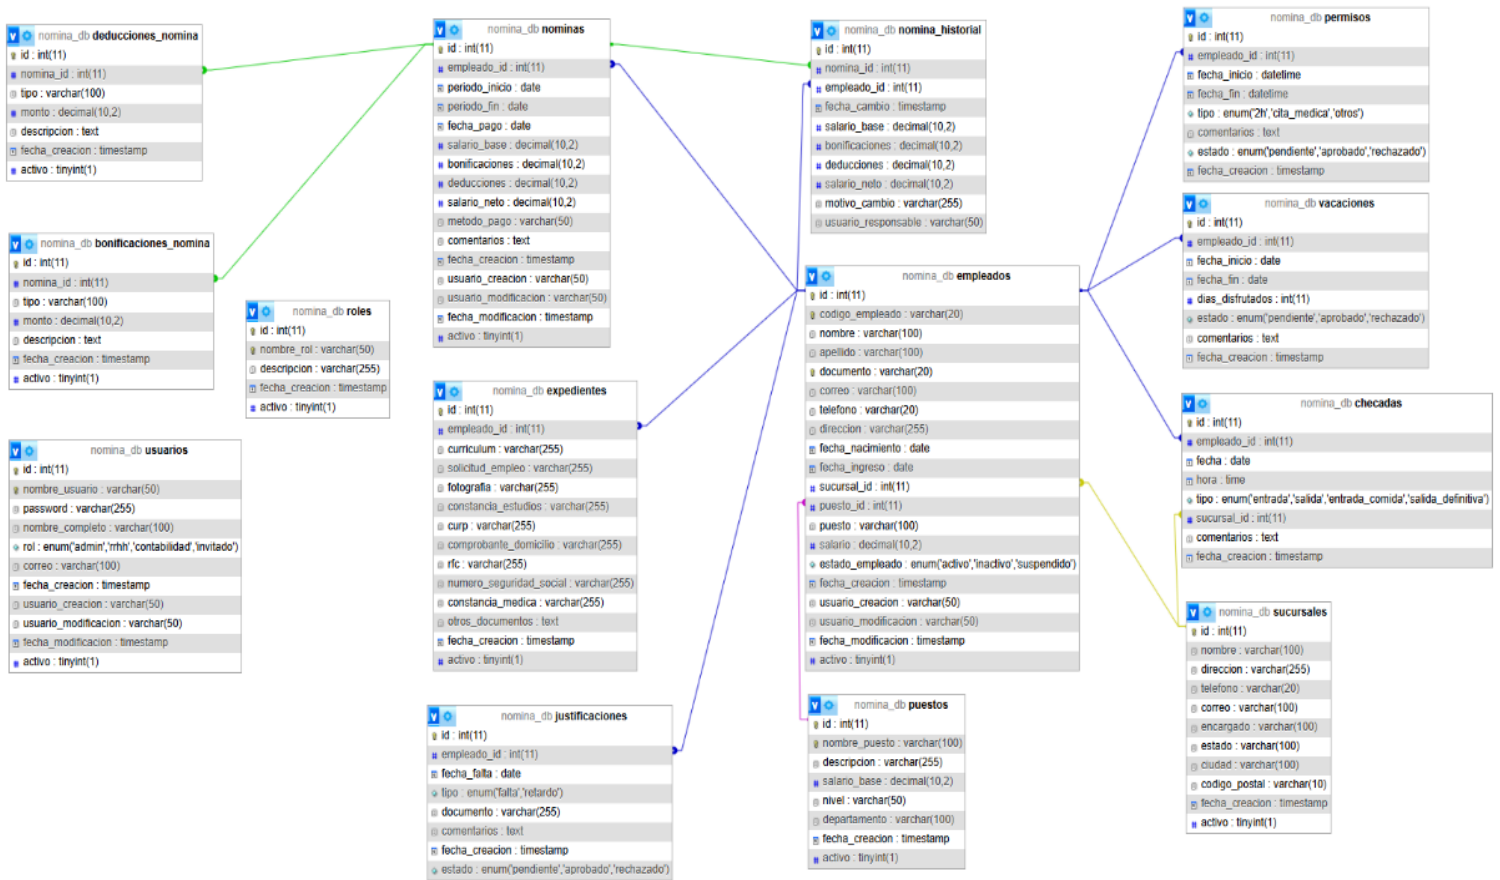 nomina_db deducciones_nomina
id : int(11)
nomina_id : int(11)
tipo : varchar(100)
monto : decimal(10,2)
descripcion : text
fecha_creacion : timestamp
activo : tinyint(1)
nomina_db bonificaciones_nomina
id : int(11)
nomina_id : int(11)
tipo : varchar(100)
monto : decimal(10,2)
descripcion : text
fecha_creacion : timestamp
activo : tinyint(1)
nomina_db roles
id : int(11)
nombre_rol : varchar(50)
descripcion : varchar(255)
fecha_creacion : timestamp
activo : tinyint(1)
nomina_db usuarios
id : int(11)
nombre_usuario : varchar(50)
password : varchar(255)
nombre_completo : varchar(100)
rol : enum('admin','rrhh','contabilidad','invitado')
correo : varchar(100)
fecha_creacion : timestamp
usuario_creacion : varchar(50)
usuario_modificacion : varchar(50)
fecha_modificacion : timestamp
activo : tinyint(1)
nomina_db nominas
id : int(11)
empleado_id : int(11)
periodo_inicio : date
periodo_fin : date
fecha_pago : date
salario_base : decimal(10,2)
bonificaciones : decimal(10,2)
deducciones : decimal(10,2)
salario_neto : decimal(10,2)
metodo_pago : varchar(50)
comentarios : text
fecha_creacion : timestamp
usuario_creacion : varchar(50)
usuario_modificacion : varchar(50)
fecha_modificacion : timestamp
activo : tinyint(1)
nomina_db expedientes
id : int(11)
empleado_id : int(11)
curriculum : varchar(255)
solicitud_empleo : varchar(255)
fotografia : varchar(255)
constancia_estudios : varchar(255)
curp : varchar(255)
comprobante_domicilio : varchar(255)
rfc : varchar(255)
numero_seguridad_social : varchar(255)
constancia_medica : varchar(255)
otros_documentos : text
fecha_creacion : timestamp
activo : tinyint(1)
nomina_db justificaciones
id : int(11)
empleado_id : int(11)
fecha_falta : date
tipo : enum('falta','retardo')
documento : varchar(255)
comentarios : text
fecha_creacion : timestamp
estado : enum('pendiente','aprobado','rechazado')
nomina_db nomina_historial
id : int(11)
nomina_id : int(11)
empleado_id : int(11)
fecha_cambio : timestamp
salario_base : decimal(10,2)
bonificaciones : decimal(10,2)
deducciones : decimal(10,2)
salario_neto : decimal(10,2)
motivo_cambio : varchar(255)
usuario_responsable : varchar(50)
nomina_db empleados
id : int(11)
codigo_empleado : varchar(20)
nombre : varchar(100)
apellido : varchar(100)
documento : varchar(20)
correo : varchar(100)
telefono : varchar(20)
direccion : varchar(255)
fecha_nacimiento : date
fecha_ingreso : date
sucursal_id : int(11)
puesto_id : int(11)
puesto : varchar(100)
salario : decimal(10,2)
estado_empleado : enum('activo','inactivo','suspendido')
fecha_creacion : timestamp
usuario_creacion : varchar(50)
usuario_modificacion : varchar(50)
fecha_modificacion : timestamp
activo : tinyint(1)
nomina_db puestos
id : int(11)
nombre_puesto : varchar(100)
descripcion : varchar(255)
salario_base : decimal(10,2)
nivel : varchar(50)
departamento : varchar(100)
fecha_creacion : timestamp
activo : tinyint(1)
nomina_db permisos
id : int(11)
empleado_id : int(11)
fecha_inicio : datetime
fecha_fin : datetime
tipo : enum('2h','cita_medica','otros')
comentarios : text
estado : enum('pendiente','aprobado','rechazado')
fecha_creacion : timestamp
nomina_db vacaciones
id : int(11)
empleado_id : int(11)
fecha_inicio : date
fecha_fin : date
dias_disfrutados : int(11)
estado : enum('pendiente','aprobado','rechazado')
comentarios : text
fecha_creacion : timestamp
nomina_db checadas
id : int(11)
empleado_id : int(11)
fecha : date
hora : time
tipo : enum('entrada','salida','entrada_comida','salida_definitiva')
sucursal_id : int(11)
comentarios : text
fecha_creacion : timestamp
nomina_db sucursales
id : int(11)
nombre : varchar(100)
direccion : varchar(255)
telefono : varchar(20)
correo : varchar(100)
encargado : varchar(100)
estado : varchar(100)
ciudad : varchar(100)
codigo_postal : varchar(10)
fecha_creacion : timestamp
activo : tinyint(1)